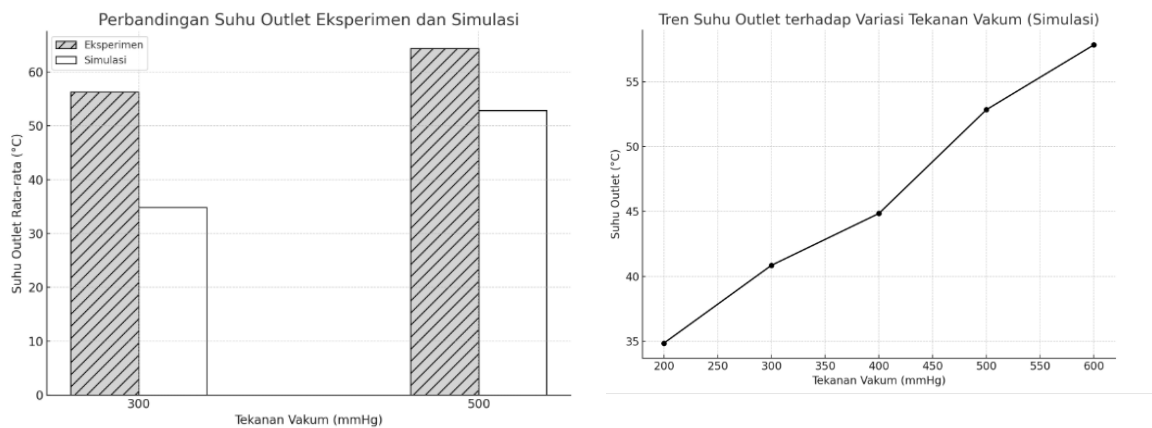 Perbandingan Suhu Outlet Eksperimen dan Simulasi
Eksperimen
Simulasi
Suhu Outlet Rata-rata (°C)
60
50
40
30
20
10
0
300
500
Tekanan Vakum (mmHg)
Tren Suhu Outlet terhadap Variasi Tekanan Vakum (Simulasi)
Suhu Outlet (°C)
55
50
45
40
35
200 250 300 350 400 450 500 550 600
Tekanan Vakum (mmHg)